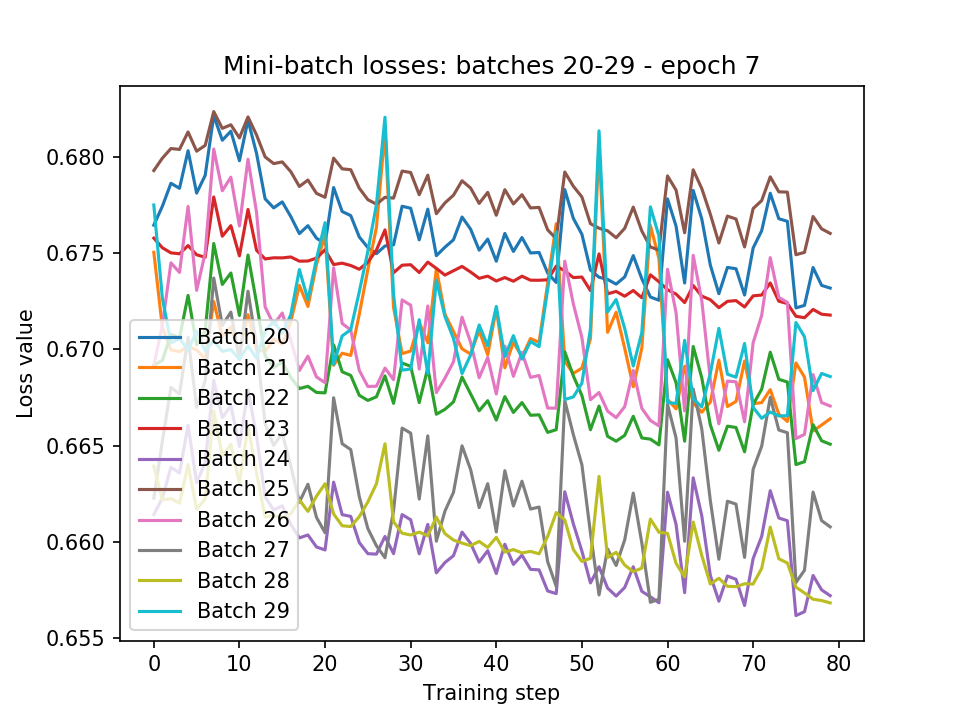 Mini-batch losses: batches 20-29 - epoch 7
0.680
0.675
0.670
0.665
0.660
0.655
Loss value
Batch 20
Batch 21
Batch 22
Batch 23
Batch 24
Batch 25
Batch 26
Batch 27
Batch 28
Batch 29
0 10 20 30 40 50 60 70 80
Training step